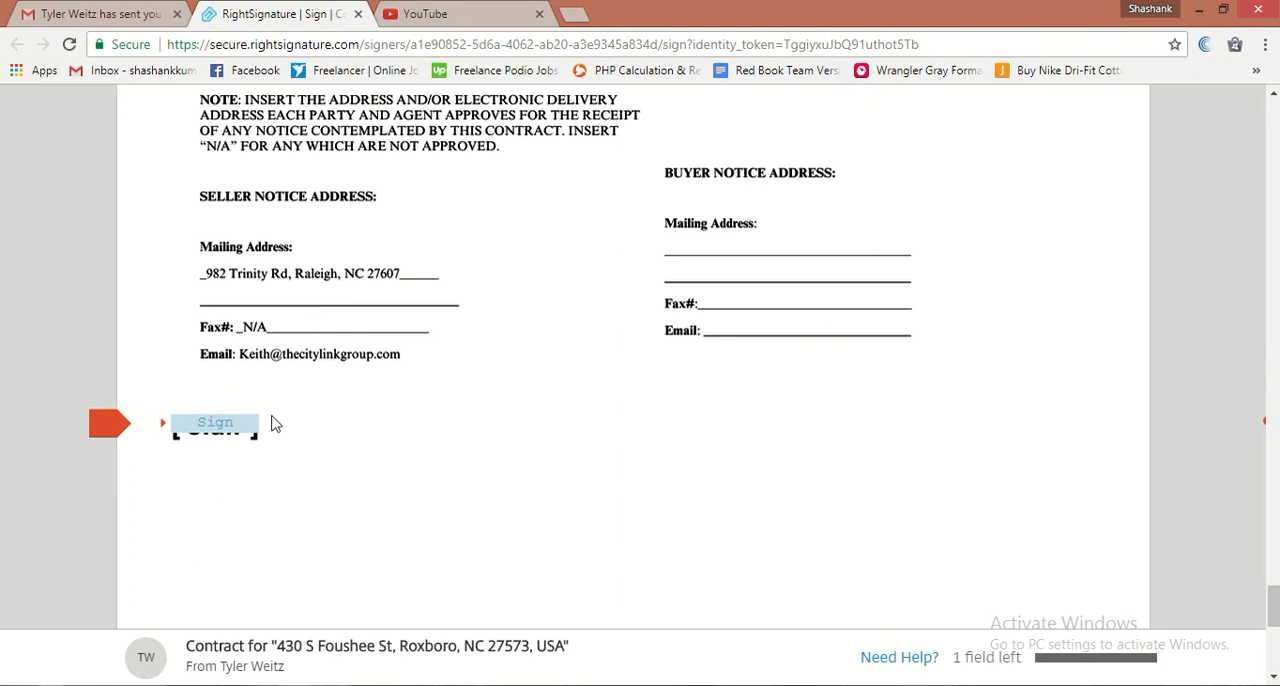 Tyler Weitz has sent you
RightSignature | Sign | C
YouTube
Shashank
Secure
https://secure.rightsignature.com/signers/a1e90852-5d6a-4062-ab20-a3e9345a834d/sign?identity_token=TggiyxuJbQ91uthot5Tb
Apps
Inbox - shashankkum
Facebook
Freelancer | Online Jo
Up
Freelance Podio Jobs
PHP Calculation & Re
Red Book Team Versi
Wrangler Gray Forma
Buy Nike Dri-Fit Cotto
»
NOTE: INSERT THE ADDRESS AND/OR ELECTRONIC DELIVERY
ADDRESS EACH PARTY AND AGENT APPROVES FOR THE RECEIPT
OF ANY NOTICE CONTEMPLATED BY THIS CONTRACT. INSERT
“N/A” FOR ANY WHICH ARE NOT APPROVED.
SELLER NOTICE ADDRESS:
Mailing Address:
_982 Trinity Rd, Raleigh, NC 27607______
Fax#: _N/A____________________
Email: Keith@thecitylinkgroup.com
BUYER NOTICE ADDRESS:
Mailing Address:
Fax#:
Email:
Sign
Activate Windows
Go to PC settings to activate Windows.
TW
Contract for "430 S Foushee St, Roxboro, NC 27573, USA"
From Tyler Weitz
Need Help?
1 field left